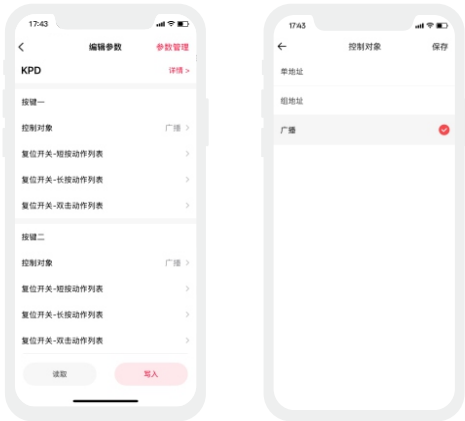 17:43
编辑参数
参数管理
KPD
详情 >
按键一
控制对象
广播 >
复位开关-短按动作列表 >
复位开关-长按动作列表 >
复位开关-双击动作列表 >
按键二
控制对象
广播 >
复位开关-短按动作列表 >
复位开关-长按动作列表 >
复位开关-双击动作列表 >
读取
写入
17:43
控制对象
保存
单地址
组地址
广播